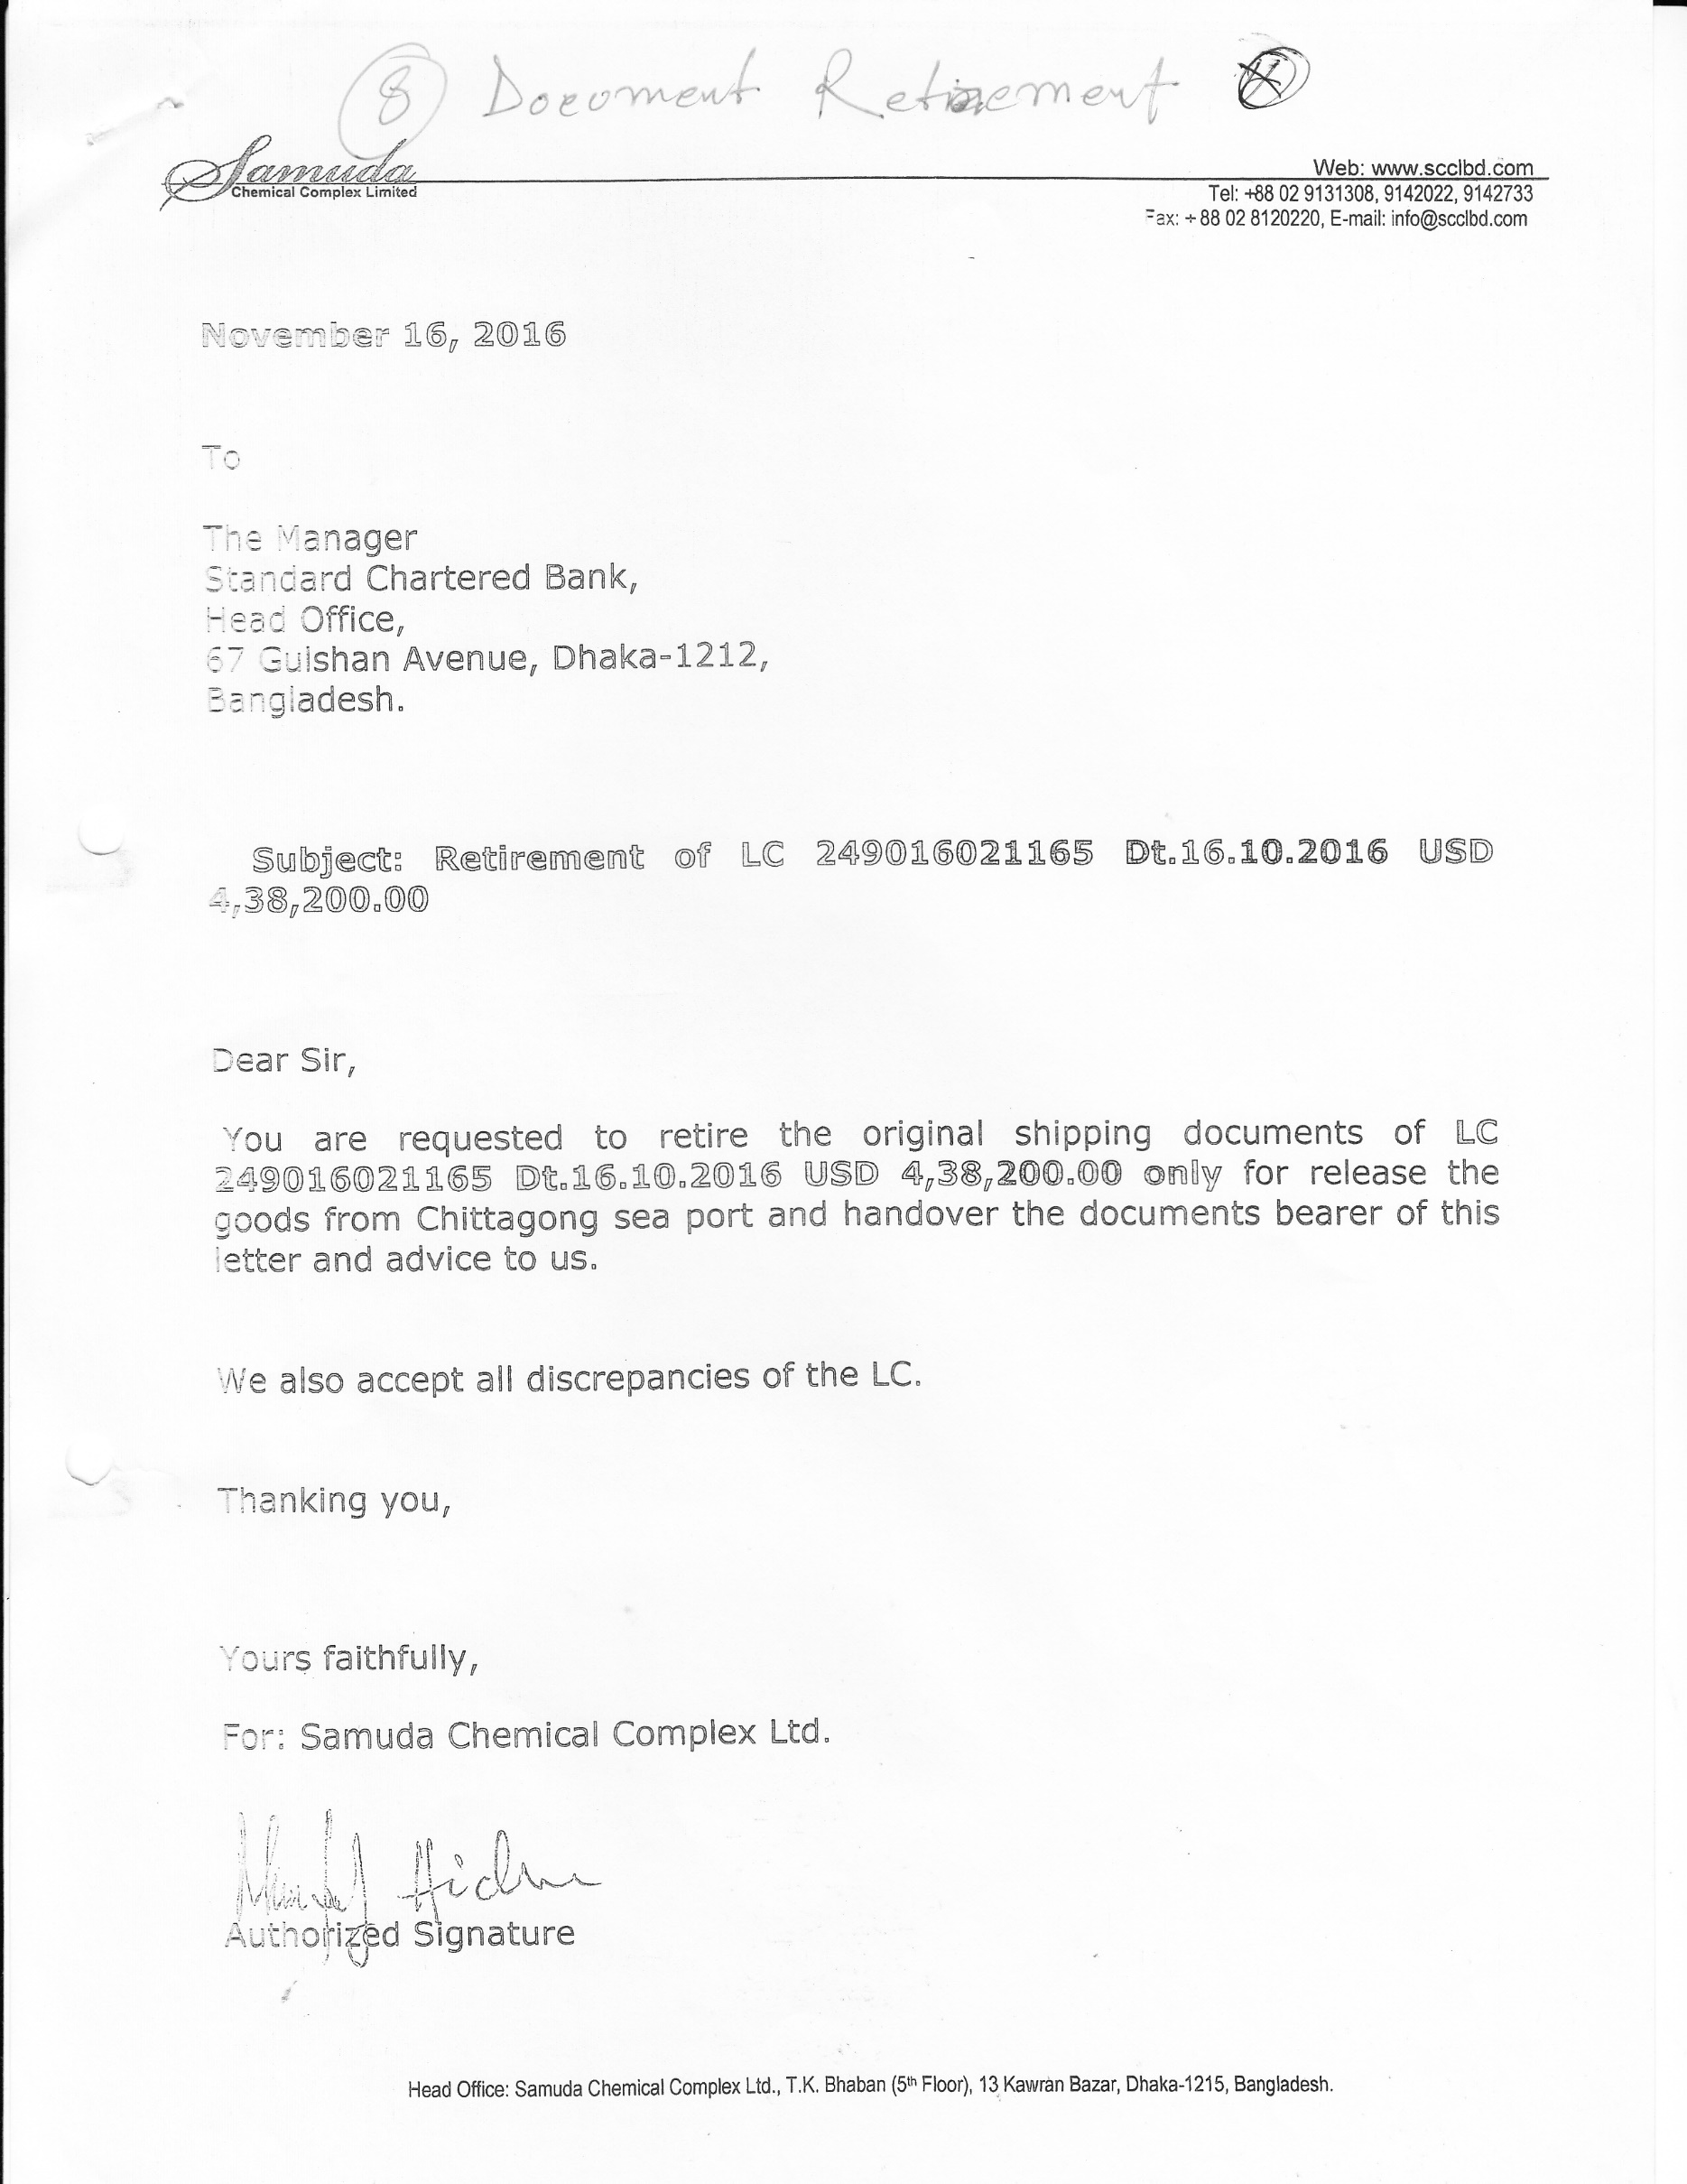 8 Document Retirement
Samuda
Chemical Complex Limited
Web: www.scclbd.com
Tel: +88 02 9131308, 9142022, 9142733
Fax: + 88 02 8120220, E-mail: info@scclbd.com
November 16, 2016
To
The Manager
Standard Chartered Bank,
Head Office,
67 Gulshan Avenue, Dhaka-1212,
Bangladesh.
Subject: Retirement of LC 249016021165 Dt.16.10.2016 USD
4,38,200.00
Dear Sir,
You are requested to retire the original shipping documents of LC
249016021165 Dt.16.10.2016 USD 4,38,200.00 only for release the
goods from Chittagong sea port and handover the documents bearer of this
letter and advice to us.
We also accept all discrepancies of the LC.
Thanking you,
Yours faithfully,
For: Samuda Chemical Complex Ltd.
Authorized Signature
Head Office: Samuda Chemical Complex Ltd., T.K. Bhaban (5th Floor), 13 Kawran Bazar, Dhaka-1215, Bangladesh.